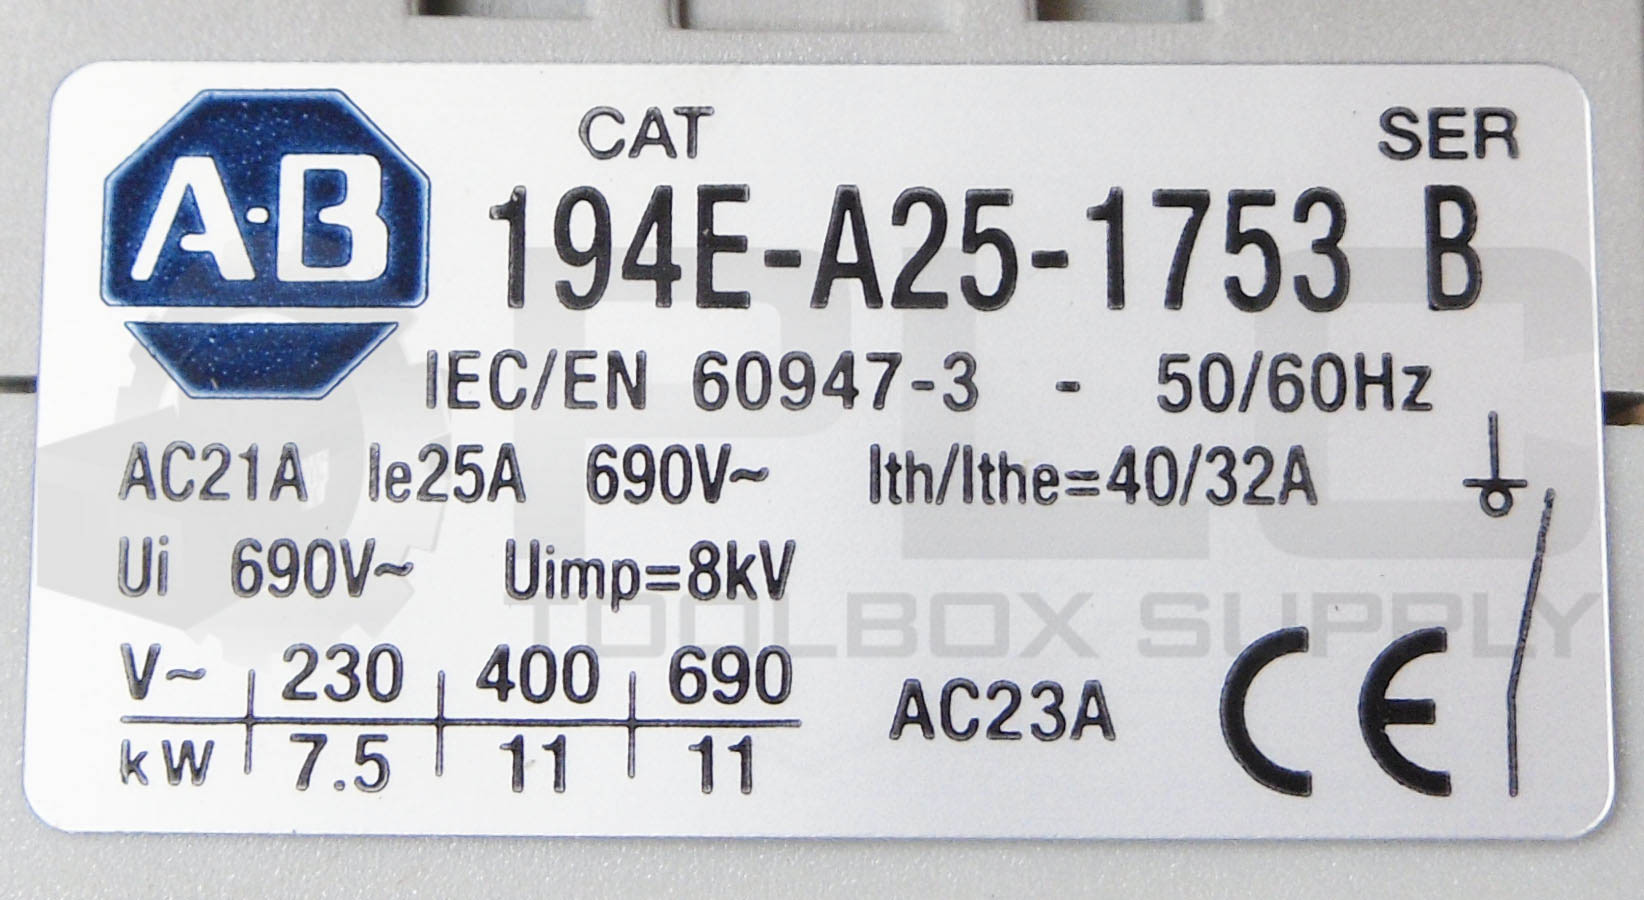 A-B
CAT SER
194E-A25-1753 B
IEC/EN 60947-3 - 50/60Hz
AC21A Ie25A 690V~ Ith/Ithe=40/32A
Ui 690V~ Uimp=8kV
V~ 230 400 690
kW 7.5 11 11
AC23A CE
PLC
TOOLBOX SUPPLY